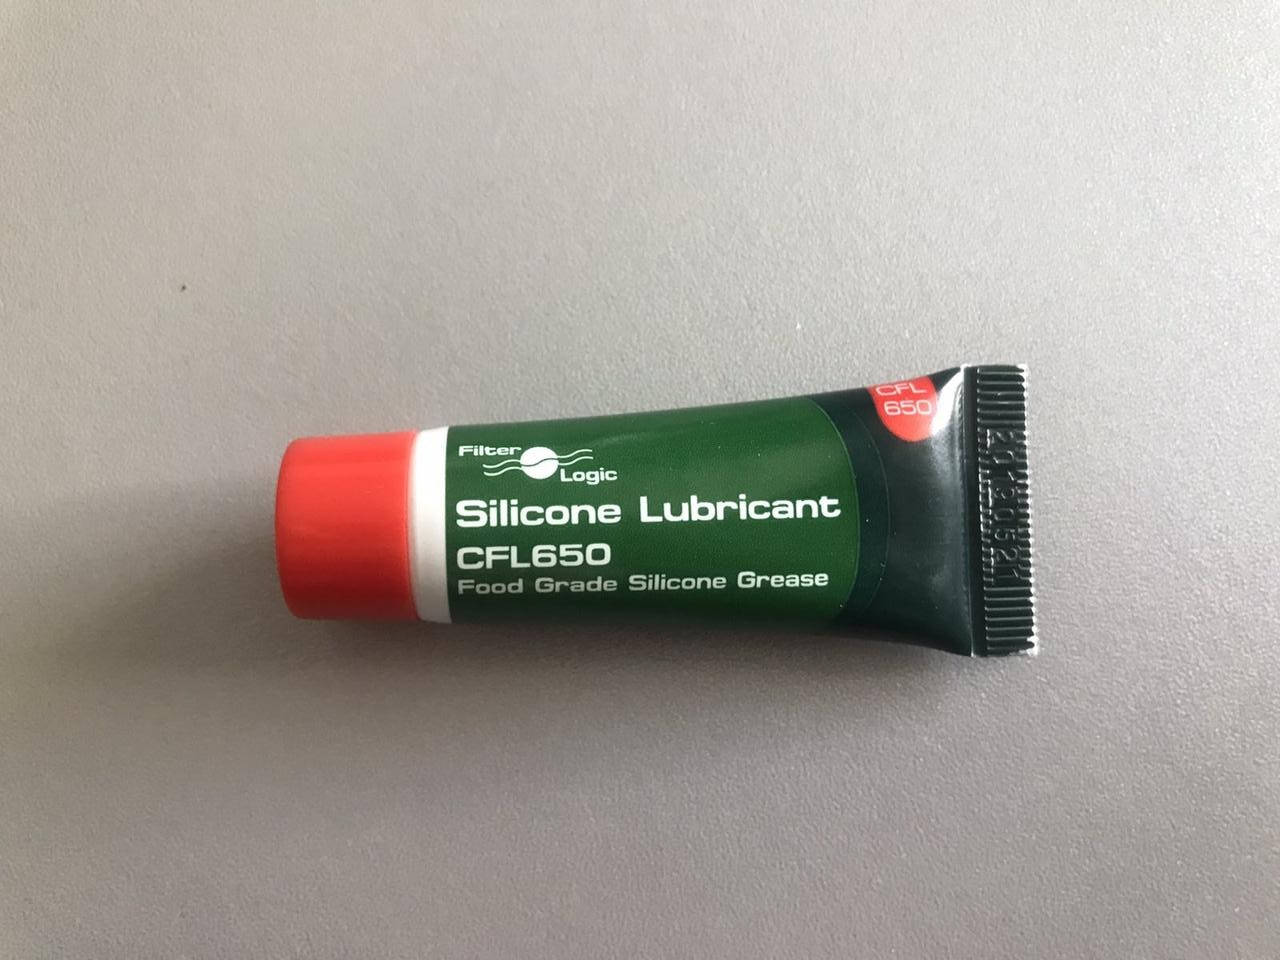 Filter
Logic
Silicone Lubricant
CFL650
Food Grade Silicone Grease
CFL
650